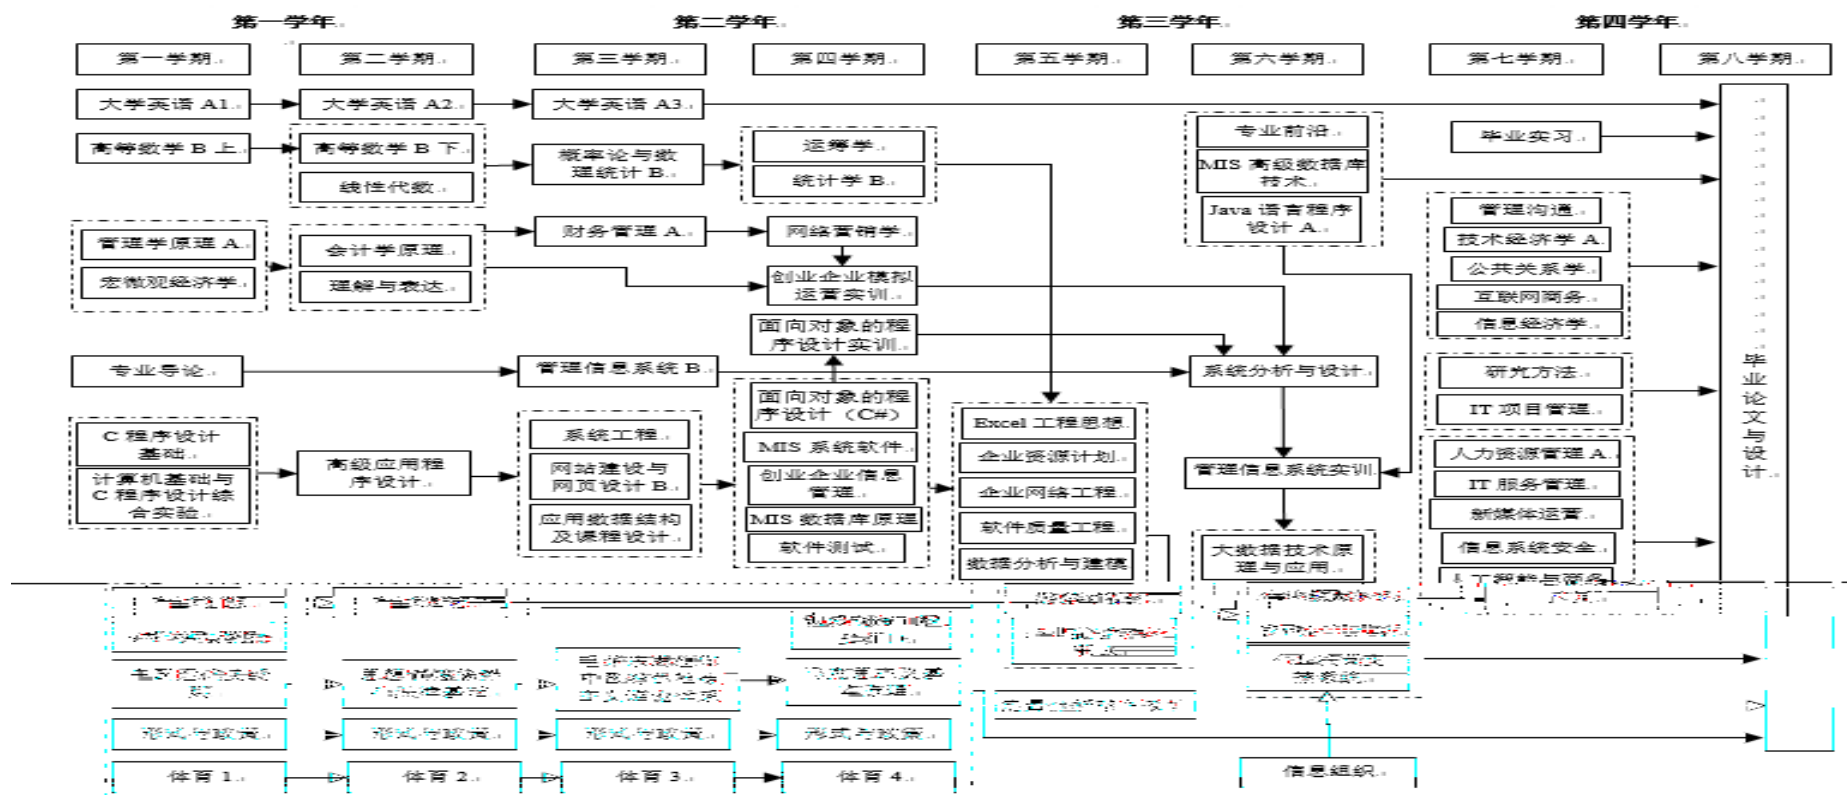 第一学年
第二学年
第三学年
第四学年
第一学期
第二学期
第三学期
第四学期
第五学期
第六学期
第七学期
第八学期
大学英语 A1
大学英语 A2
大学英语 A3
高等数学 B 上
高等数学 B 下
线性代数
概率论与数
理统计 B
运筹学
统计学 B
专业前沿
MIS 高级数据库
技术
Java 语言程序
设计 A
毕业实习
管理学原理 A
宏微观经济学
会计学原理
理解与表达
财务管理 A
网络营销学
创业企业模拟
运营实训
面向对象的程
序设计实训
管理沟通
技术经济学 A
公共关系学
互联网商务
信息经济学
专业导论
管理信息系统 B
系统分析与设计
研究方法
IT 项目管理
C 程序设计
基础
计算机基础与
C 程序设计综
合实验
高级应用程
序设计
系统工程
网站建设与
网页设计 B
应用数据结构
及课程设计
面向对象的程
序设计（C#）
MIS 系统软件
创业企业信息
管理
MIS 数据库原理
软件测试
Excel 工程思想
企业资源计划
企业网络工程
软件质量工程
数据分析与建模
管理信息系统实训
大数据技术原
理与应用
人力资源管理 A
IT 服务管理
新媒体运营
信息系统安全
毕业论文与设计
形式与政策
形式与政策
形式与政策
形式与政策
体育 1
体育 2
体育 3
体育 4
信息组织